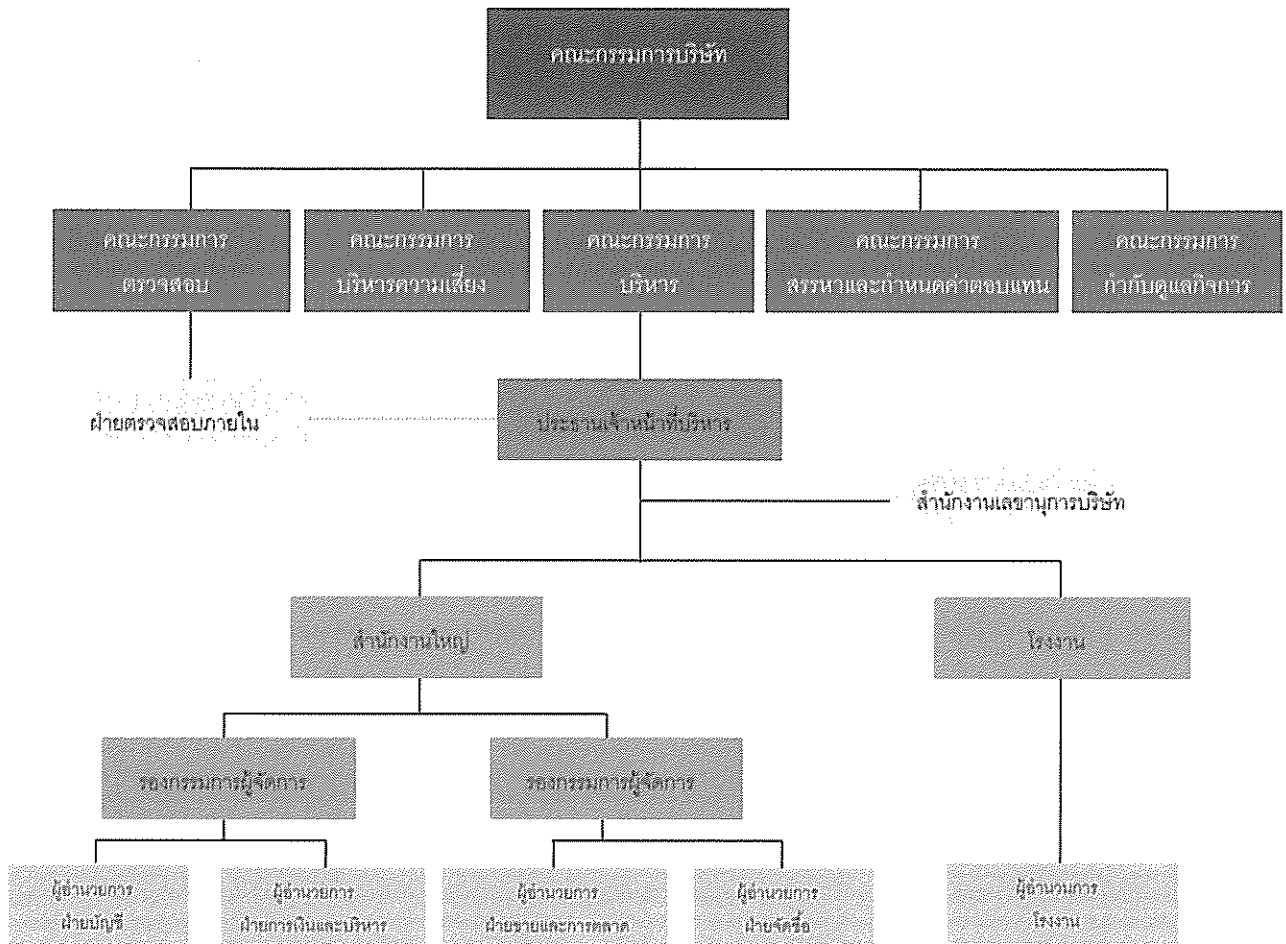 คณะกรรมการบริษัท
คณะกรรมการ
ตรวจสอบ
คณะกรรมการ
บริหารความเสี่ยง
คณะกรรมการ
บริหาร
คณะกรรมการ
สรรหาและกำหนดค่าตอบแทน
คณะกรรมการ
กำกับดูแลกิจการ
ฝ่ายตรวจสอบภายใน
ประธานเจ้าหน้าที่บริหาร
สำนักงานเลขานุการบริษัท
สำนักงานใหญ่
โรงงาน
รองกรรมการผู้จัดการ
รองกรรมการผู้จัดการ
ผู้อำนวยการ
ฝ่ายบัญชี
ผู้อำนวยการ
ฝ่ายการเงินและบริหาร
ผู้อำนวยการ
ฝ่ายขายและการตลาด
ผู้อำนวยการ
ฝ่ายจัดซื้อ
ผู้อำนวนการ
โรงงาน